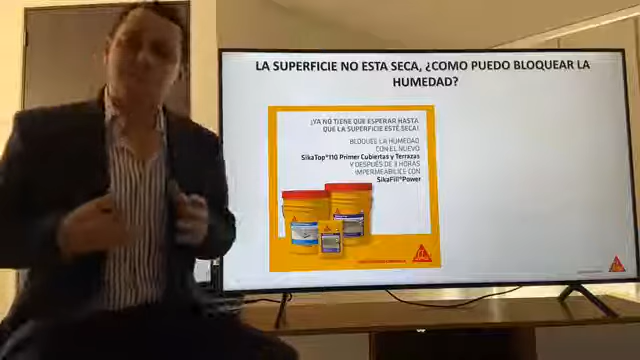 LA SUPERFICIE NO ESTA SECA, ¿COMO PUEDO BLOQUEAR LA
HUMEDAD?
¡YA NO TIENE QUE ESPERAR HASTA
QUE LA SUPERFICIE ESTÉ SECA!
BLOQUEE LA HUMEDAD
CON EL NUEVO
SikaTop®110 Primer Cubiertas y Terrazas
Y DESPUÉS DE 3 HORAS
IMPERMEABILICE CON
SikaFill®Power